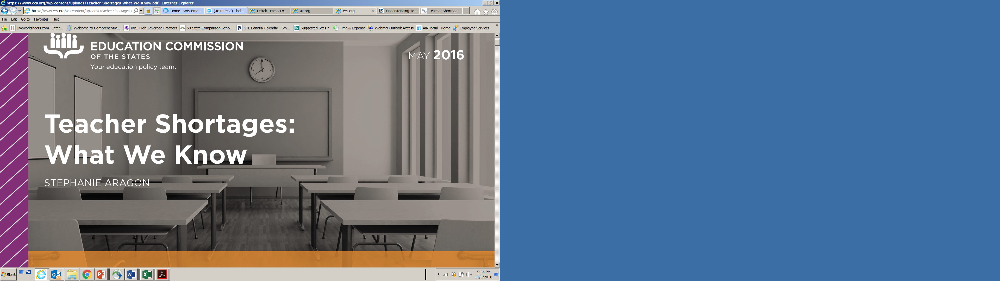 https://www.ecs.org/wp-content/uploads/Teacher-Shortages-What-We-Know.pdf - Internet Explorer
https://www.ecs.org/wp-content/uploads/Teacher-Shortages-\
Home - Welcome ...
(48 unread) - hol...
Deltek Time & Ex...
air.org
ecs.org
Understanding Te...
Teacher Shortage...
File Edit Go to Favorites Help
Liveworksheets.com - Inter...
Welcome to Comprehensiv...
IRIS High-Leverage Practices
50-State Comparison Scho...
GTL Editorial Calendar - Sm...
Suggested Sites
Time & Expense
Webmail Outlook Access
AIRPortal - Home
Employee Services
EDUCATION COMMISSION
OF THE STATES
Your education policy team.
MAY 2016
Teacher Shortages:
What We Know
STEPHANIE ARAGON
Start
5:34 PM
11/5/2018